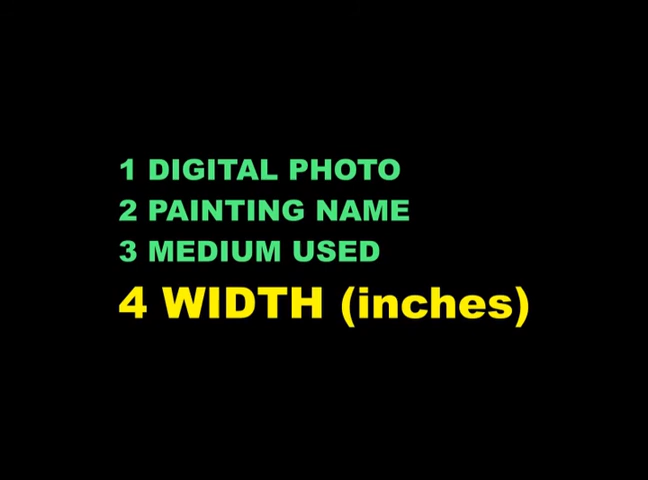 1 DIGITAL PHOTO
2 PAINTING NAME
3 MEDIUM USED
4 WIDTH (inches)